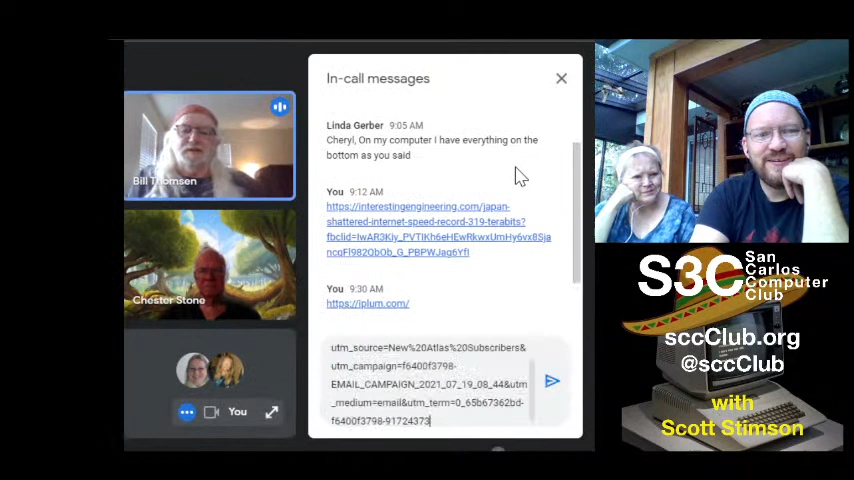 In-call messages
Linda Gerber 9:05 AM
Cheryl, On my computer I have everything on the
bottom as you said
You 9:12 AM
https://interestingengineering.com/japan-
shattered-internet-speed-record-319-terabits?
You 9:30 AM
https://iplum.com/
utm_source=New%20Atlas%20Subscribers&
utm_campaign=f6400f3798-
EMAIL_CAMPAIGN_2021_07_19_08_44&utm
_medium=email&utm_term=0_65b67362bd-
f6400f3798-91724373
Bill Thomsen
Chester Stone
You
S3C
San
Carlos
Computer
Club
sccClub.org
@sccClub
with
Scott Stimson